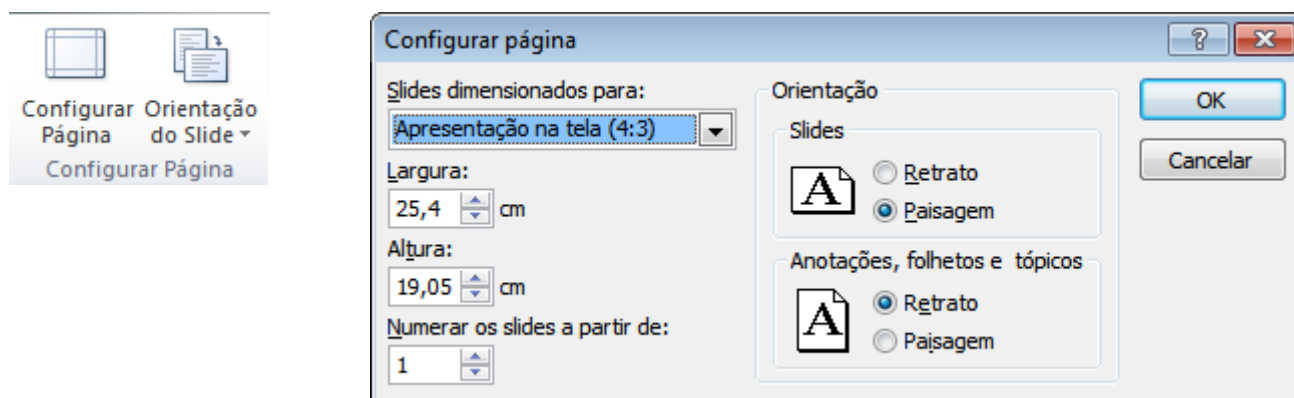 Configurar Orientação
Página do Slide
Configurar Página
Configurar página
Slides dimensionados para:
Apresentação na tela (4:3)
Largura:
25,4 cm
Altura:
19,05 cm
Numerar os slides a partir de:
1
Orientação
Slides
A
Retrato
Paisagem
Anotações, folhetos e tópicos
A
Retrato
Paisagem
?
OK
Cancelar